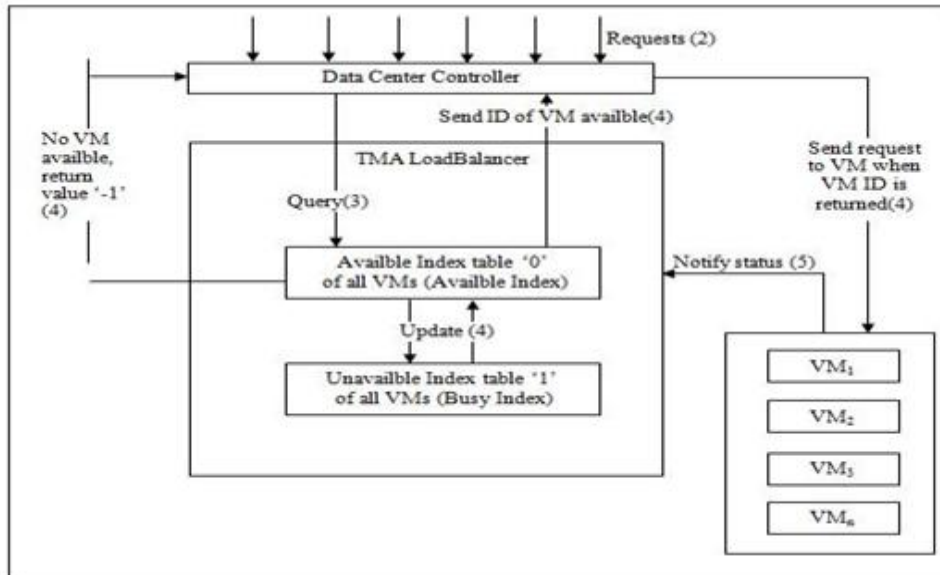 Requests (2)
Data Center Controller
Send ID of VM availble(4)
No VM
availble,
return
value ‘-1’
(4)
TMA LoadBalancer
Send request
to VM when
VM ID is
returned(4)
Query(3)
Availble Index table ‘0’
of all VMs (Availble Index)
Notify status (5)
Update (4)
Unavailble Index table ‘1’
of all VMs (Busy Index)
VM₁
VM₂
VM₃
VMₙ